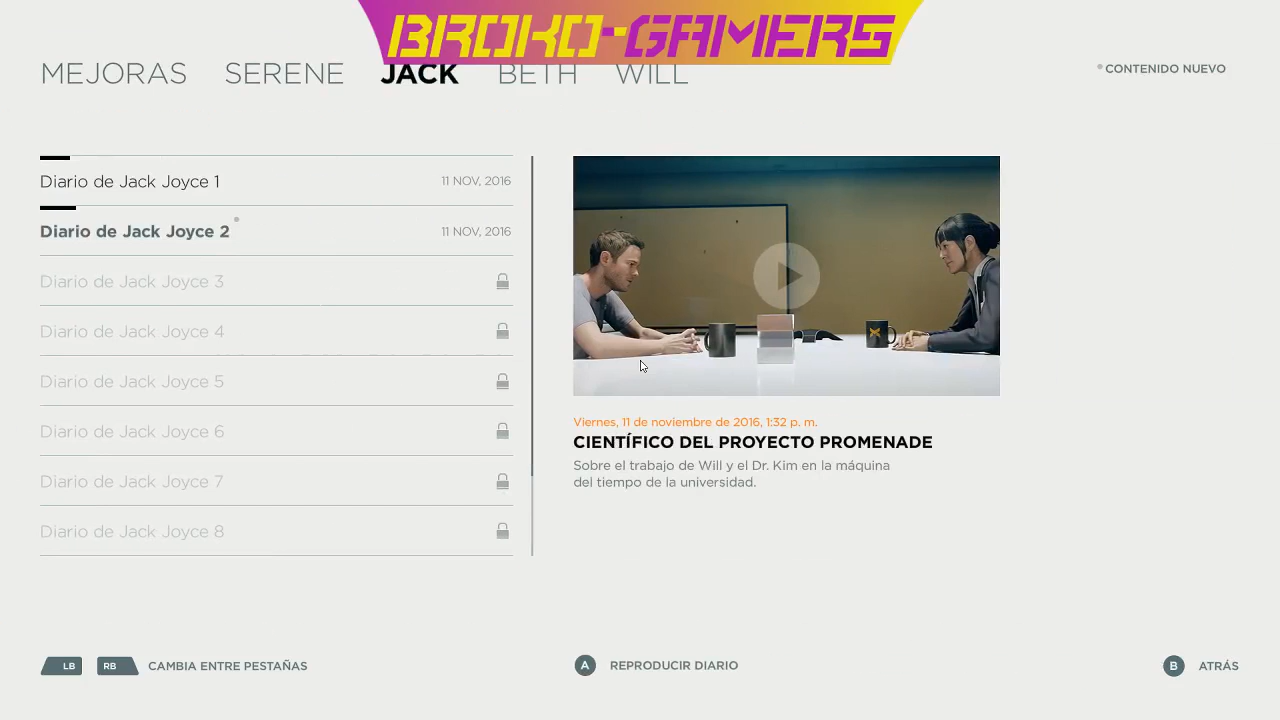 BROKO-GAMERS
MEJORAS SERENE JACK BETH WILL
CONTENIDO NUEVO
Diario de Jack Joyce 1 11 NOV, 2016
Diario de Jack Joyce 2 11 NOV, 2016
Diario de Jack Joyce 3
Diario de Jack Joyce 4
Diario de Jack Joyce 5
Diario de Jack Joyce 6
Diario de Jack Joyce 7
Diario de Jack Joyce 8
Viernes, 11 de noviembre de 2016, 1:32 p. m.
CIENTÍFICO DEL PROYECTO PROMENADE
Sobre el trabajo de Will y el Dr. Kim en la máquina
del tiempo de la universidad.
LB RB CAMBIA ENTRE PESTAÑAS
A REPRODUCIR DIARIO
B ATRÁS